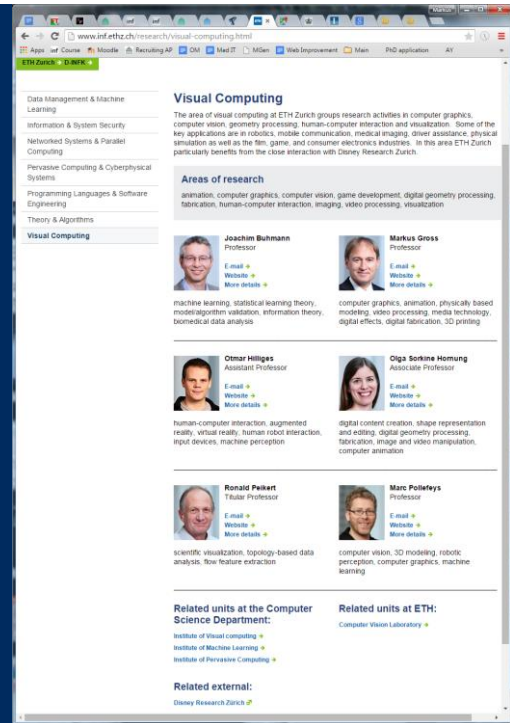 Markus
www.inf.ethz.ch/research/visual-computing.html
Apps
Course
Moodle
Recruiting AP
OM
Med IT
MGen
Web Improvement
Main
PhD application
AY
ETH Zurich
D-INFK
Data Management & Machine
Learning
Information & System Security
Networked Systems & Parallel
Computing
Pervasive Computing & Cyberphysical
Systems
Programming Languages & Software
Engineering
Theory & Algorithms
Visual Computing
Visual Computing
The area of visual computing at ETH Zurich groups research activities in computer graphics,
computer vision, geometry processing, human-computer interaction and visualization. Some of the
key applications are in robotics, mobile communication, medical imaging, driver assistance, physical
simulation as well as the film, game, and consumer electronics industries. In this area ETH Zurich
particularly benefits from the close interaction with Disney Research Zurich.
Areas of research
animation, computer graphics, computer vision, game development, digital geometry processing,
fabrication, human-computer interaction, imaging, video processing, visualization
Joachim Buhmann
Professor
E-mail
Website
More details
machine learning, statistical learning theory,
model/algorithm validation, information theory,
biomedical data analysis
Markus Gross
Professor
E-mail
Website
More details
computer graphics, animation, physically based
modeling, video processing, media technology,
digital effects, digital fabrication, 3D printing
Otmar Hilliges
Assistant Professor
E-mail
Website
More details
human-computer interaction, augmented
reality, virtual reality, human robot interaction,
input devices, machine perception
Olga Sorkine Hornung
Associate Professor
E-mail
Website
More details
digital content creation, shape representation
and editing, digital geometry processing,
fabrication, image and video manipulation,
computer animation
Ronald Peikert
Titular Professor
E-mail
Website
More details
scientific visualization, topology-based data
analysis, flow feature extraction
Marc Pollefeys
Professor
E-mail
Website
More details
computer vision, 3D modeling, robotic
perception, computer graphics, machine
learning
Related units at the Computer
Science Department:
Institute of Visual computing
Institute of Machine Learning
Institute of Pervasive Computing
Related units at ETH:
Computer Vision Laboratory
Related external:
Disney Research Zürich